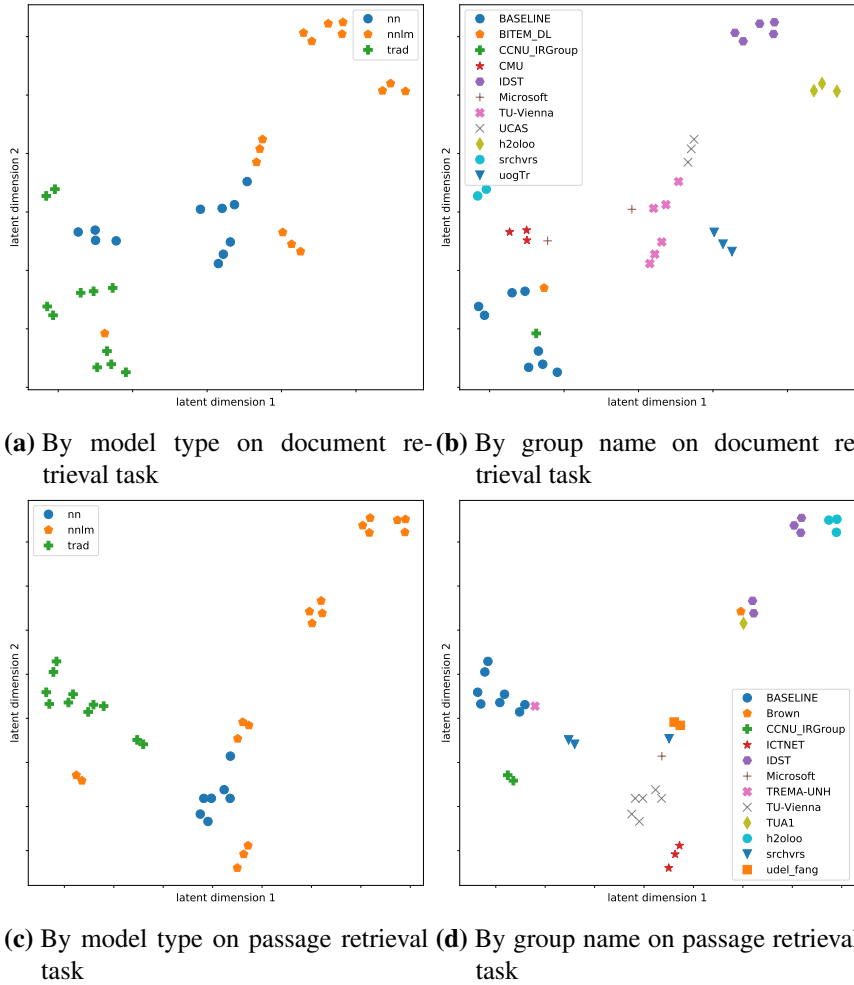 nn
nnlm
trad
latent dimension 2
latent dimension 1
BASELINE
BITEM_DL
CCNU_IRGroup
CMU
IDST
Microsoft
TU-Vienna
UCAS
h2oloo
srchvrs
uogTr
latent dimension 2
latent dimension 1
(a) By model type on document re-
trieval task
(b) By group name on document re-
trieval task
nn
nnlm
trad
latent dimension 2
latent dimension 1
BASELINE
Brown
CCNU_IRGroup
ICTNET
IDST
Microsoft
TREMA-UNH
TU-Vienna
TUA1
h2oloo
srchvrs
udel_fang
latent dimension 2
latent dimension 1
(c) By model type on passage retrieval
task
(d) By group name on passage retrieval
task